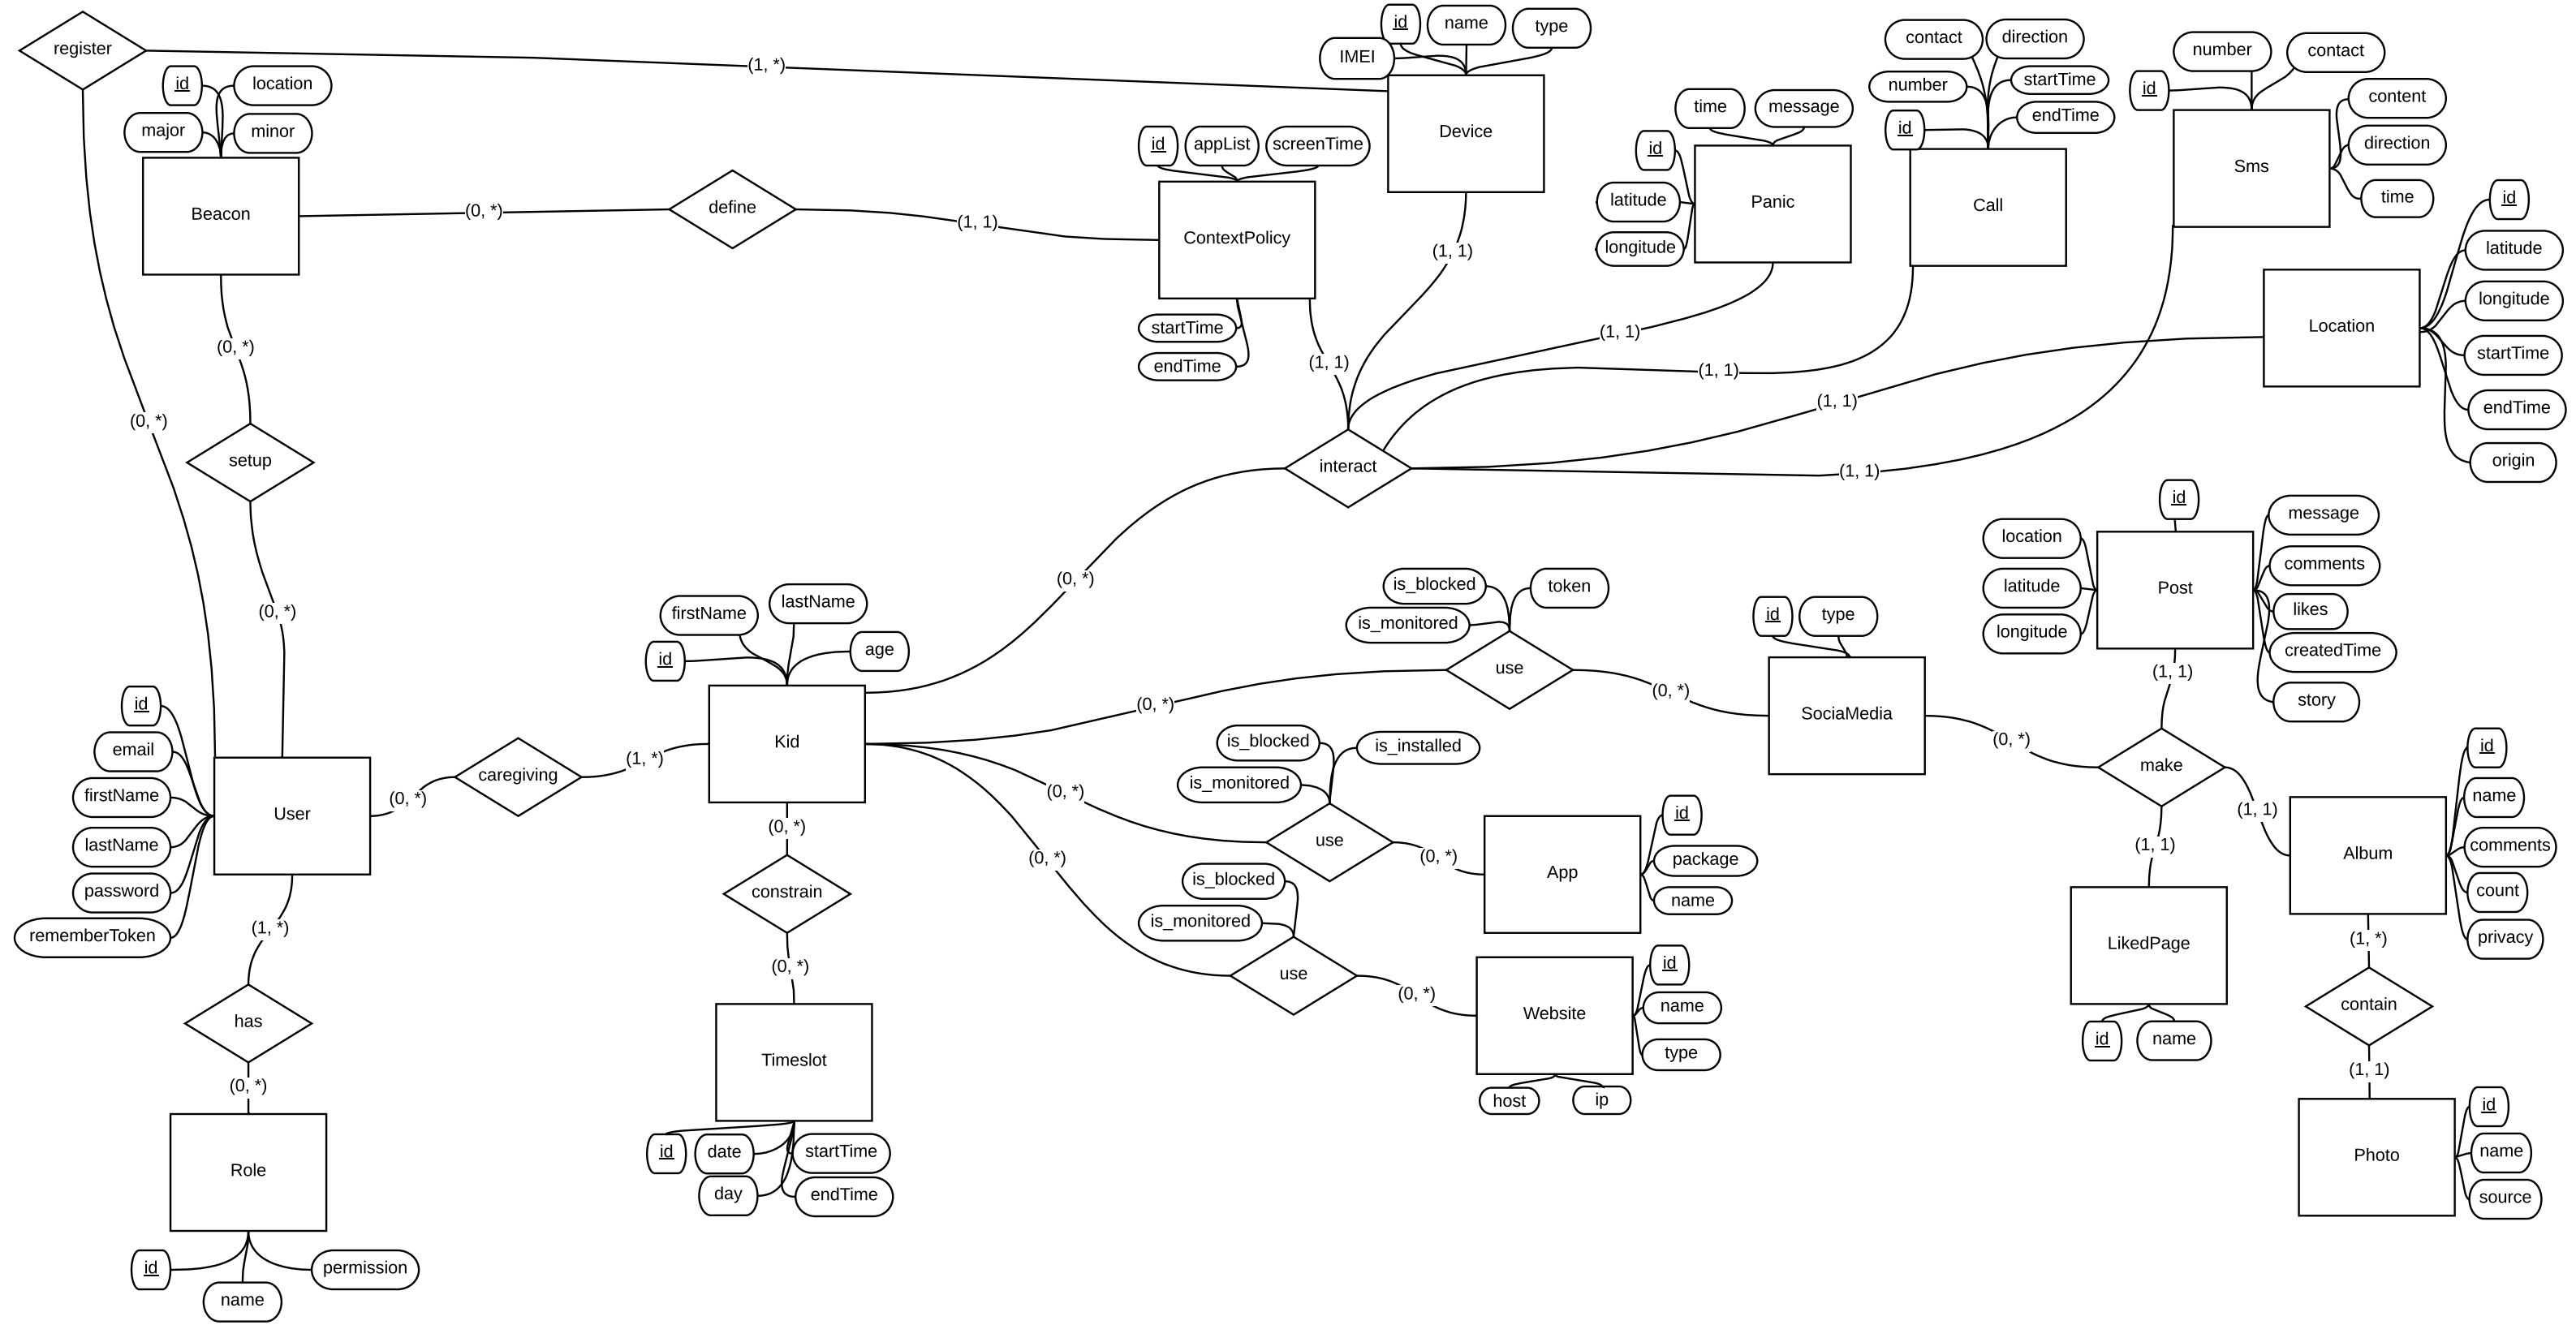 register
(1, *)
id
name
type
IMEI
Device
contact
direction
number
startTime
id
endTime
Call
number
contact
id
content
direction
time
Sms
id
location
major
minor
Beacon
id
appList
screenTime
ContextPolicy
startTime
endTime
time
message
id
latitude
longitude
Panic
id
latitude
longitude
startTime
endTime
origin
Location
(0, *)
define
(1, 1)
(1, 1)
(1, 1)
(1, 1)
(1, 1)
(1, 1)
(1, 1)
(0, *)
(0, *)
setup
interact
(0, *)
(0, *)
id
location
latitude
longitude
message
comments
likes
createdTime
story
Post
firstName
lastName
id
age
Kid
is_blocked
token
is_monitored
use
id
type
SociaMedia
(0, *)
(0, *)
(0, *)
(1, 1)
make
(1, 1)
(1, 1)
id
email
firstName
lastName
password
rememberToken
User
(0, *)
caregiving
(1, *)
is_blocked
is_installed
is_monitored
(0, *)
use
(0, *)
id
package
name
App
id
name
comments
count
privacy
Album
(0, *)
constrain
(0, *)
(0, *)
is_blocked
is_monitored
use
(0, *)
id
name
type
Website
host
ip
LikedPage
id
name
(1, *)
contain
(1, 1)
(1, *)
has
(0, *)
Timeslot
id
date
startTime
day
endTime
id
name
source
Photo
Role
id
permission
name